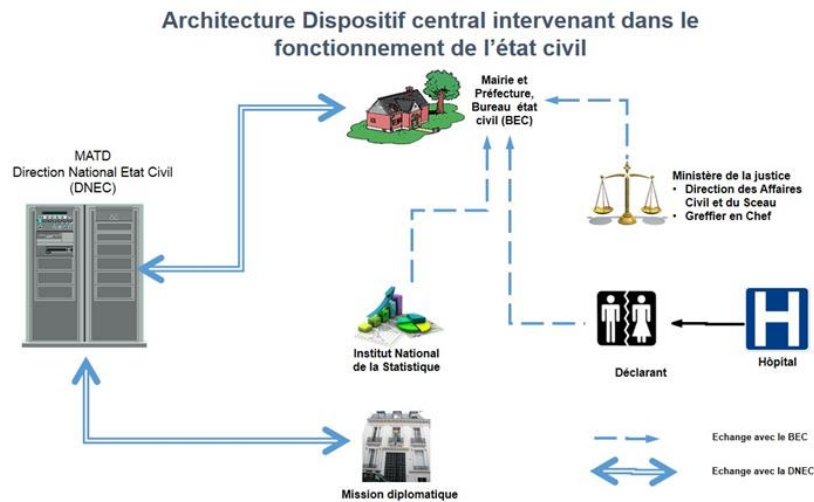 Architecture Dispositif central intervenant dans le
fonctionnement de l'état civil
Mairie et
Préfecture,
Bureau état
civil (BEC)
MATD
Direction National Etat Civil
(DNEC)
Ministère de la justice
• Direction des Affaires
Civil et du Sceau
• Greffier en Chef
Institut National
de la Statistique
Déclarant
H
Hôpital
Mission diplomatique
Echange avec le BEC
Echange avec la DNEC